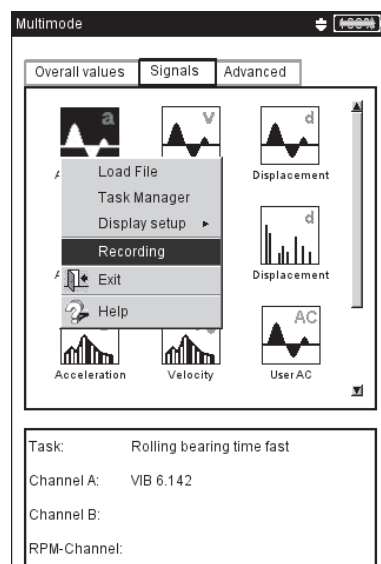 Multimode 100%
Overall values Signals Advanced
a V d
A Displacement
Load File
Task Manager
Display setup
d
Recording
A Displacement
Exit
Help
AC
Acceleration Velocity User AC
Task: Rolling bearing time fast
Channel A: VIB 6.142
Channel B:
RPM-Channel: